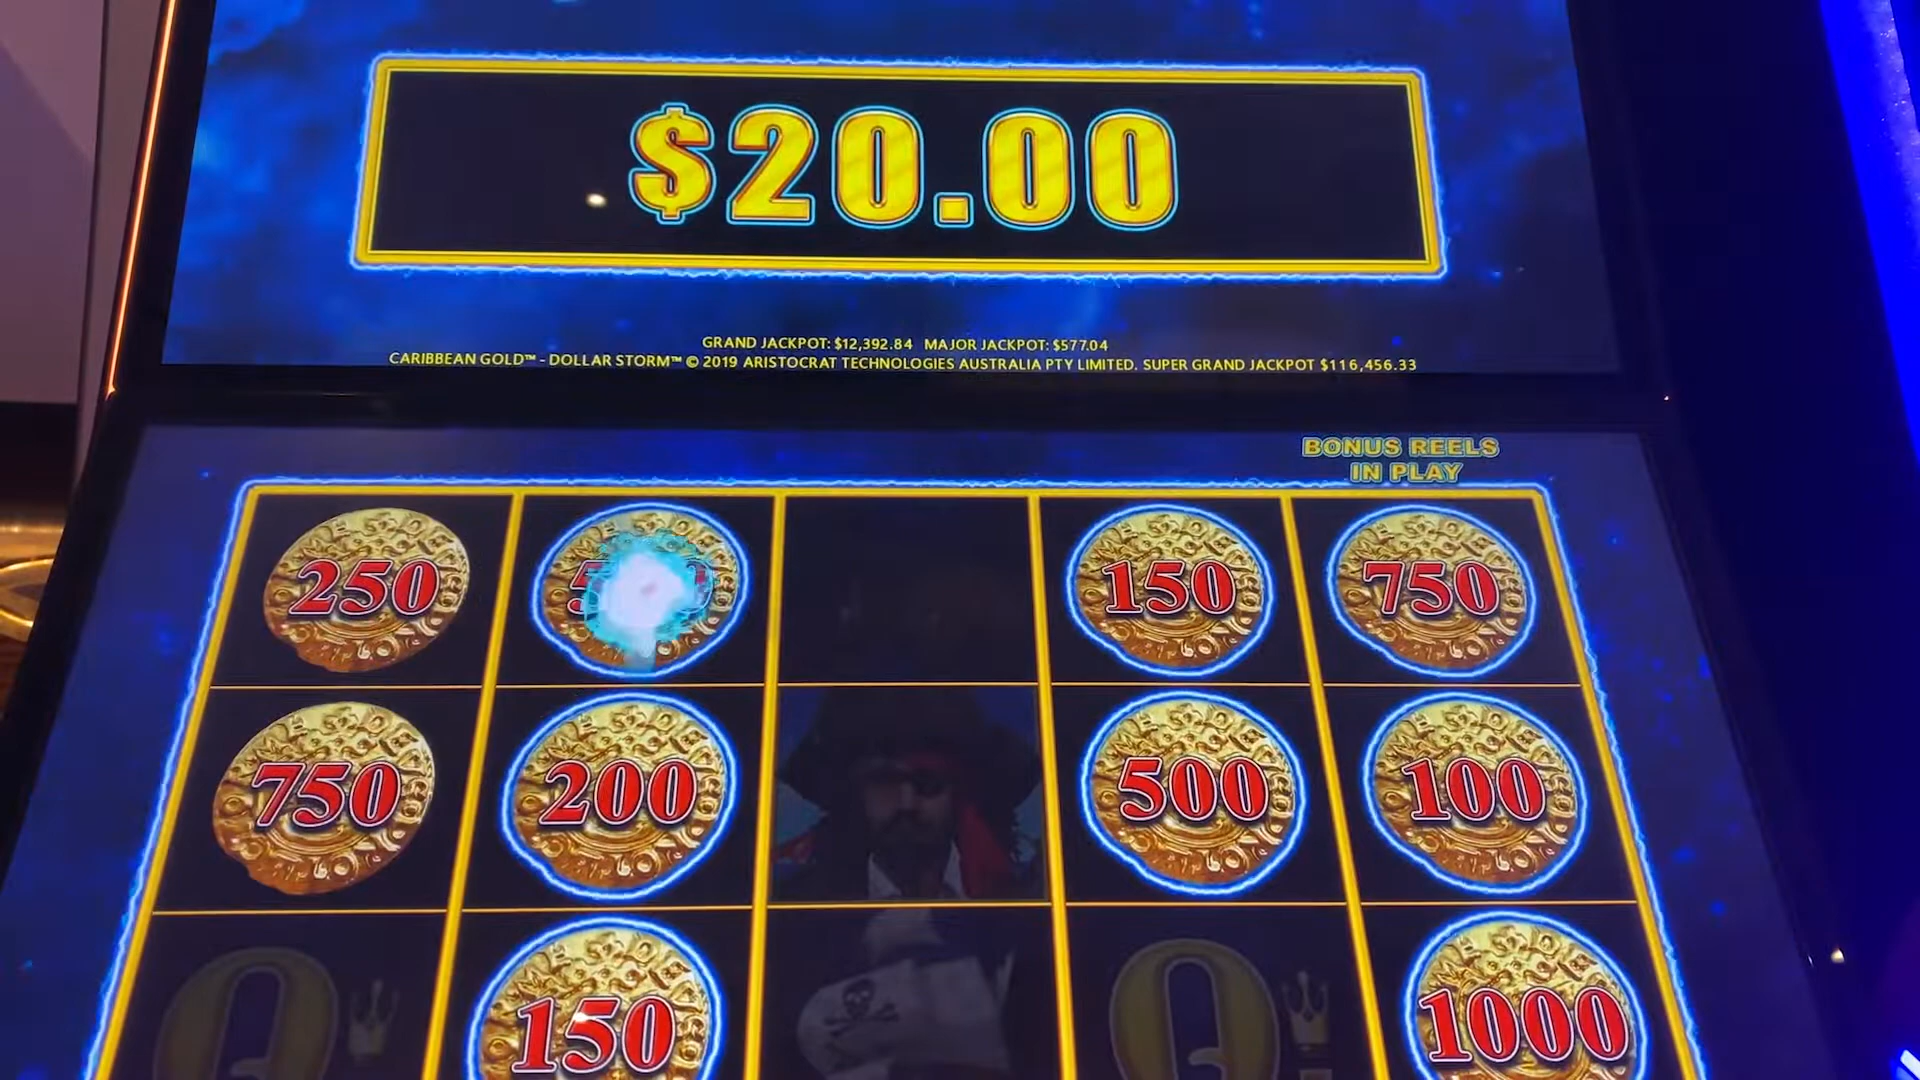 $20.00
GRAND JACKPOT: $12,392.84 MAJOR JACKPOT: $577.04
CARIBBEAN GOLD™ - DOLLAR STORM™ © 2019 ARISTOCRAT TECHNOLOGIES AUSTRALIA PTY LIMITED. SUPER GRAND JACKPOT $116,456.33
BONUS REELS
IN PLAY
250
150
750
750
200
500
100
Q
150
Q
1000